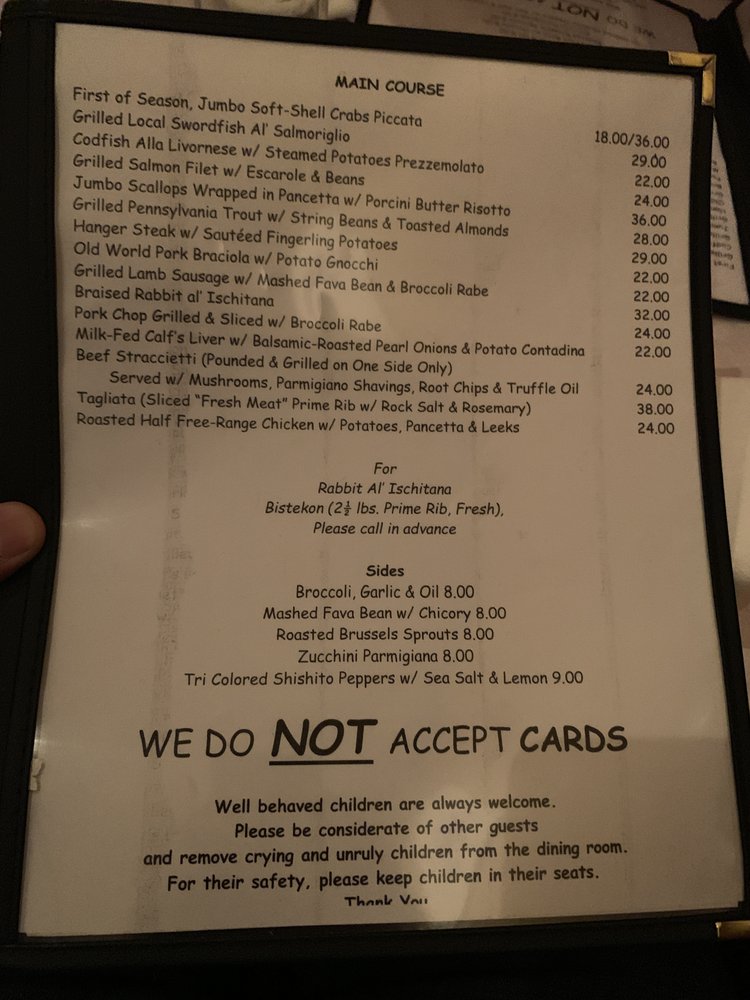 WE DO NOT
MAIN COURSE
First of Season, Jumbo Soft-Shell Crabs Piccata 18.00/36.00
Grilled Local Swordfish Al' Salmoriglio 29.00
Codfish Alla Livornese w/ Steamed Potatoes Prezzemolato 22.00
Grilled Salmon Filet w/ Escarole & Beans 24.00
Jumbo Scallops Wrapped in Pancetta w/ Porcini Butter Risotto 36.00
Grilled Pennsylvania Trout w/ String Beans & Toasted Almonds 28.00
Hanger Steak w/ Sautéed Fingerling Potatoes 29.00
Old World Pork Braciola w/ Potato Gnocchi 22.00
Grilled Lamb Sausage w/ Mashed Fava Bean & Broccoli Rabe 22.00
Braised Rabbit al' Ischitana 32.00
Pork Chop Grilled & Sliced w/ Broccoli Rabe 24.00
Milk-Fed Calf's Liver w/ Balsamic-Roasted Pearl Onions & Potato Contadina 22.00
Beef Straccietti (Pounded & Grilled on One Side Only)
Served w/ Mushrooms, Parmigiano Shavings, Root Chips & Truffle Oil 24.00
Tagliata (Sliced "Fresh Meat" Prime Rib w/ Rock Salt & Rosemary) 38.00
Roasted Half Free-Range Chicken w/ Potatoes, Pancetta & Leeks 24.00
For
Rabbit Al' Ischitana
Bistekon (2½ lbs. Prime Rib, Fresh),
Please call in advance
Sides
Broccoli, Garlic & Oil 8.00
Mashed Fava Bean w/ Chicory 8.00
Roasted Brussels Sprouts 8.00
Zucchini Parmigiana 8.00
Tri Colored Shishito Peppers w/ Sea Salt & Lemon 9.00
WE DO NOT ACCEPT CARDS
Well behaved children are always welcome.
Please be considerate of other guests
and remove crying and unruly children from the dining room.
For their safety, please keep children in their seats.
Thank You